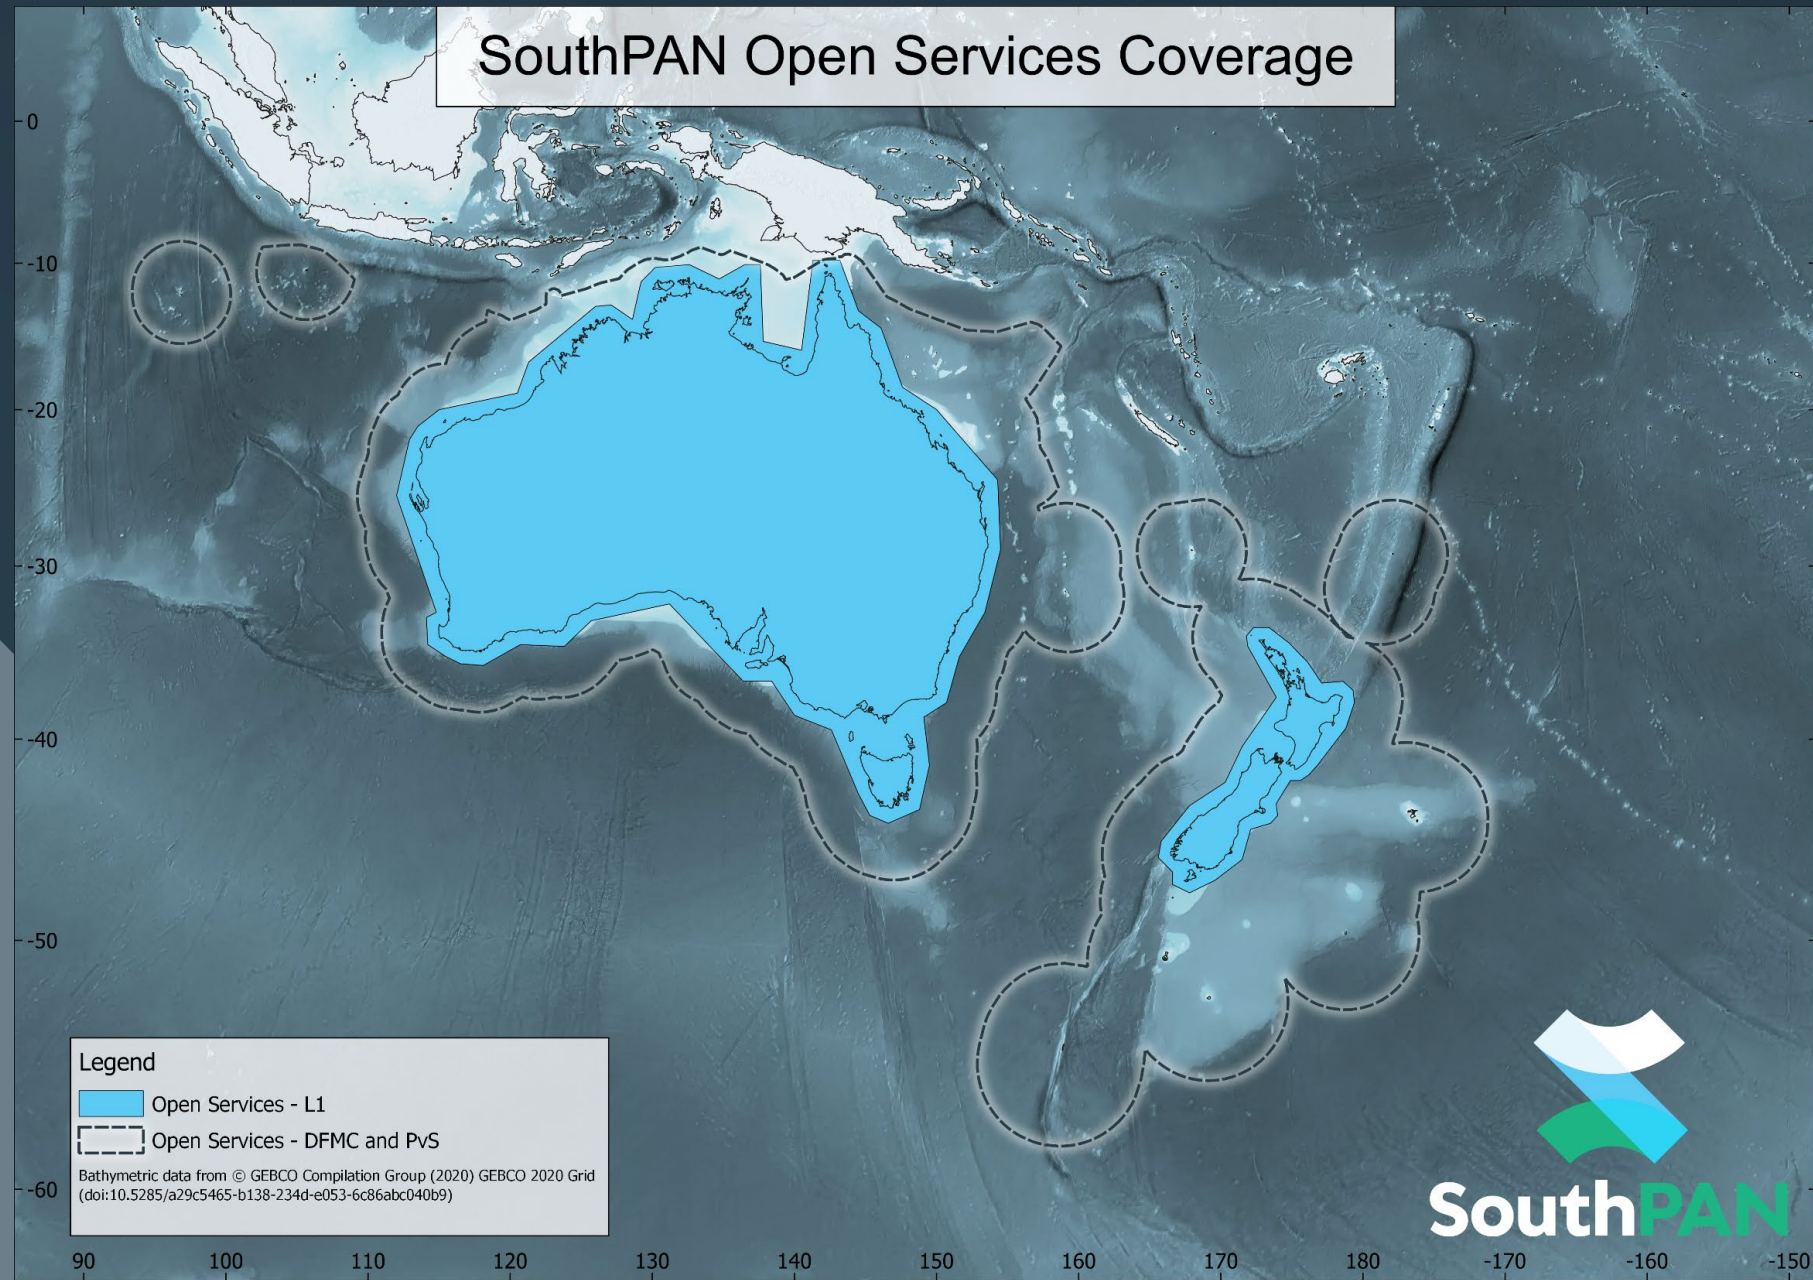 SouthPAN Open Services Coverage
0
-10
-20
-30
-40
-50
-60
Legend
Open Services - L1
Open Services - DFMC and PvS
Bathymetric data from © GEBCO Compilation Group (2020) GEBCO 2020 Grid
(doi:10.5285/a29c5465-b138-234d-e053-6c86abc040b9)
SouthPAN
90 100 110 120 130 140 150 160 170 180 -170 -160 -150